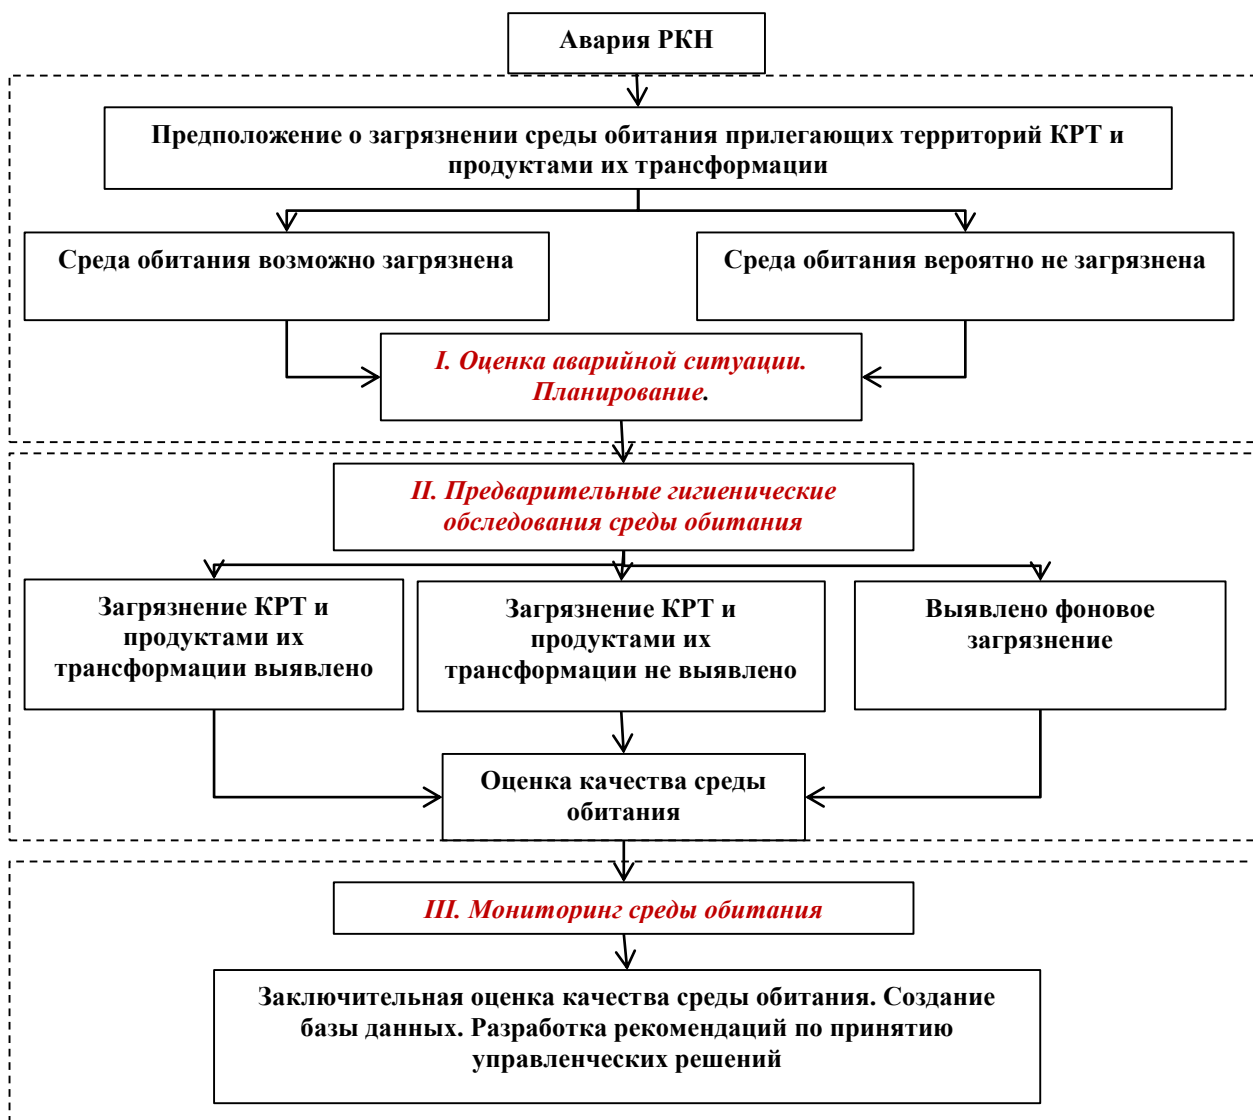 Авария РКН
Предположение о загрязнении среды обитания прилегающих территорий КРТ и
продуктами их трансформации
Среда обитания возможно загрязнена
Среда обитания вероятно не загрязнена
I. Оценка аварийной ситуации.
Планирование.
II. Предварительные гигиенические
обследования среды обитания
Загрязнение КРТ и
продуктами их
трансформации выявлено
Загрязнение КРТ и
продуктами их
трансформации не выявлено
Выявлено фоновое
загрязнение
Оценка качества среды
обитания
III. Мониторинг среды обитания
Заключительная оценка качества среды обитания. Создание
базы данных. Разработка рекомендаций по принятию
управленческих решений